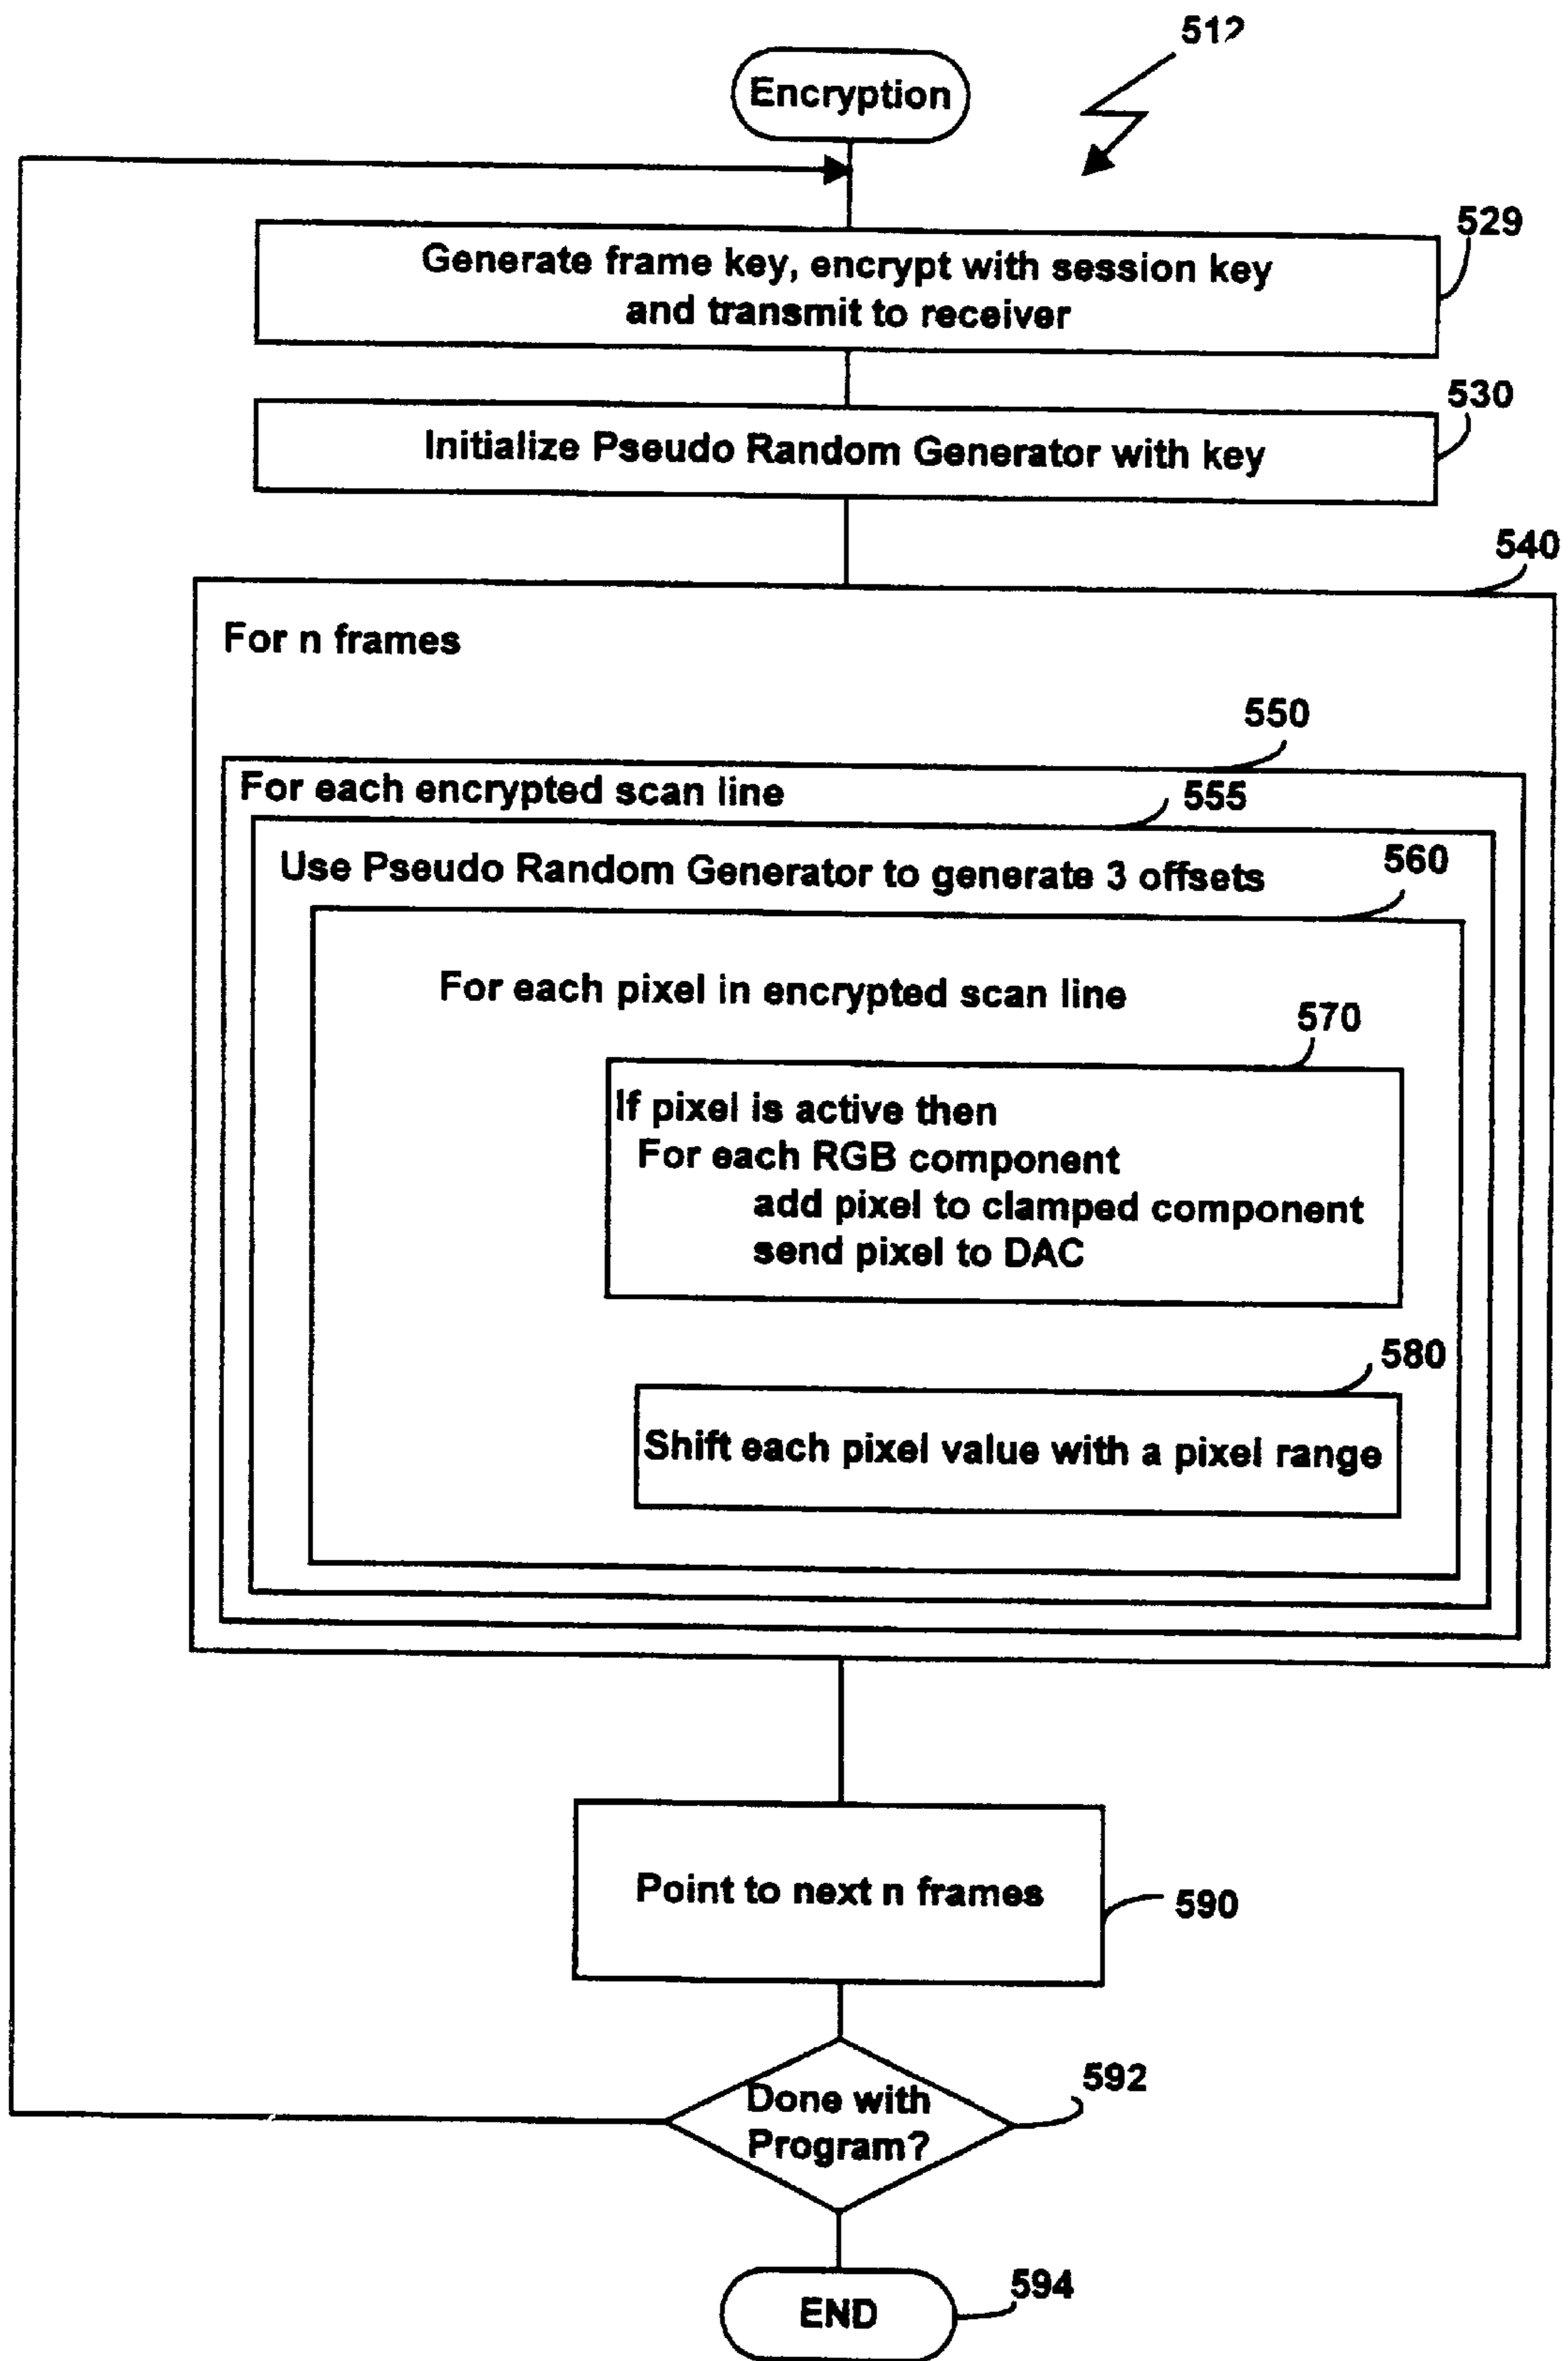 512
Encryption
529
Generate frame key, encrypt with session key
and transmit to receiver
530
Initialize Pseudo Random Generator with key
540
For n frames
550
For each encrypted scan line
555
Use Pseudo Random Generator to generate 3 offsets
560
For each pixel in encrypted scan line
570
If pixel is active then
For each RGB component
add pixel to clamped component
send pixel to DAC
580
Shift each pixel value with a pixel range
Point to next n frames
590
592
Done with
Program?
594
END